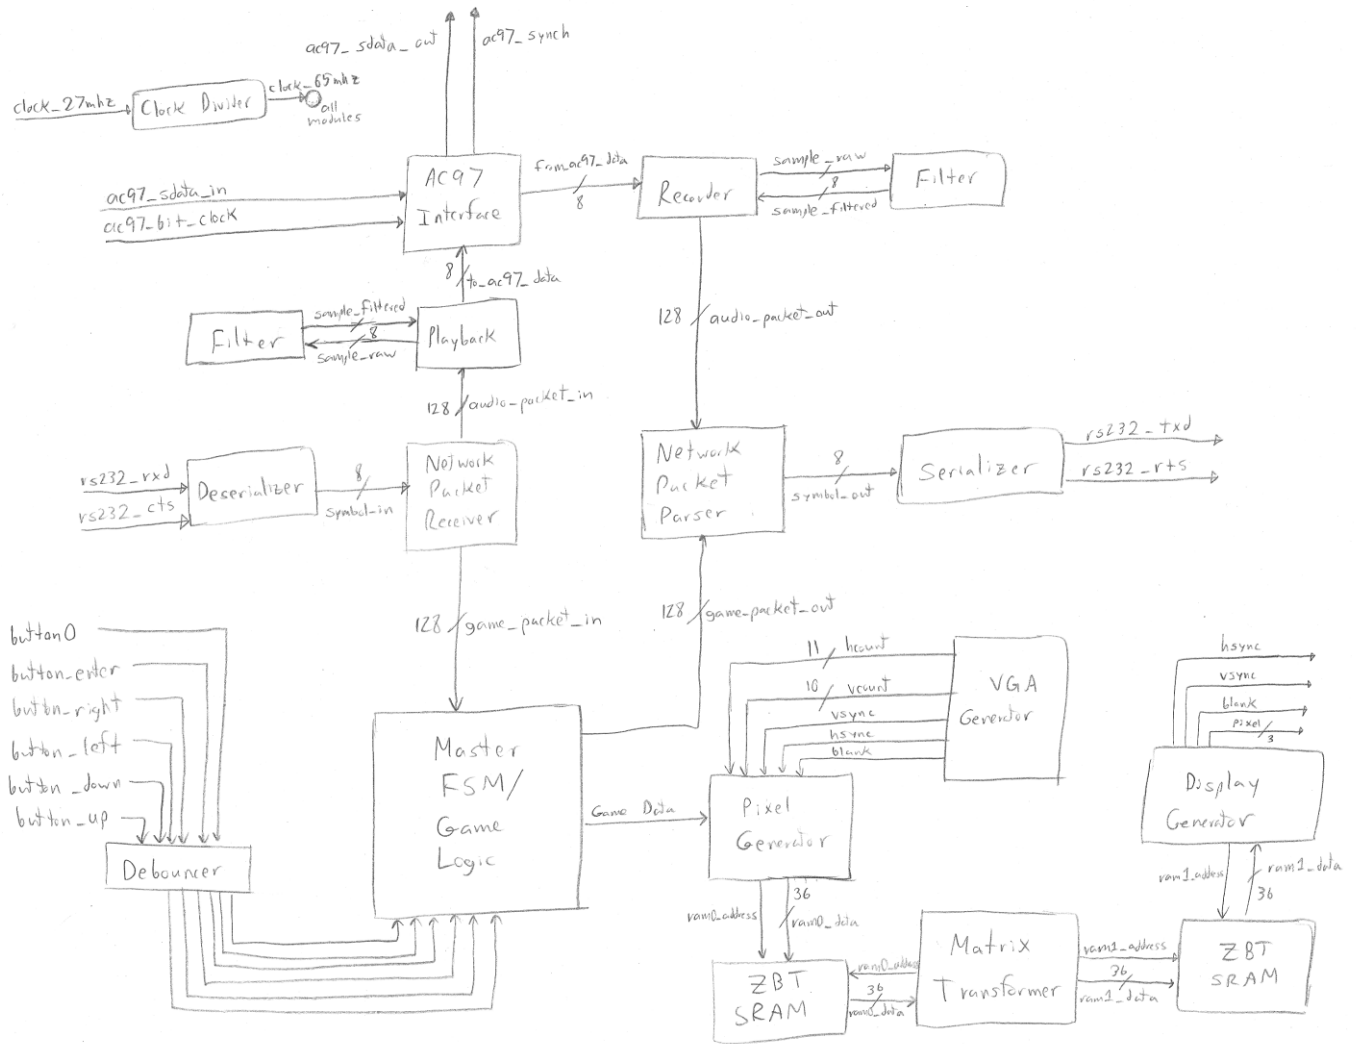 ac97_sdata_out
ac97_synch
clock_27mhz
Clock Divider
clock_65mhz
all
modules
ac97_sdata_in
ac97_bit_clock
AC97
Interface
from_ac97_data
8
Recorder
sample_raw
8
sample_filtered
Filter
8
to_ac97_data
Filter
sample_filtered
8
sample_raw
Playback
128
audio_packet_out
128
audio_packet_in
rs232_rxd
rs232_cts
Deserializer
8
symbol_in
Network
Packet
Receiver
Network
Packet
Parser
8
symbol_out
Serializer
rs232_txd
rs232_rts
128
game_packet_in
128
game_packet_out
button0
button_enter
button_right
button_left
button_down
button_up
Debouncer
Master
FSM/
Game
Logic
Game Data
11
hcount
10
vcount
vsync
hsync
blank
VGA
Generator
Pixel
Generator
hsync
vsync
blank
pixel
3
Display
Generator
ram1_address
ram1_data
36
ram0_address
36
ram0_data
ZBT
SRAM
ram0_address
36
ram0_data
Matrix
Transformer
ram1_address
36
ram1_data
ZBT
SRAM